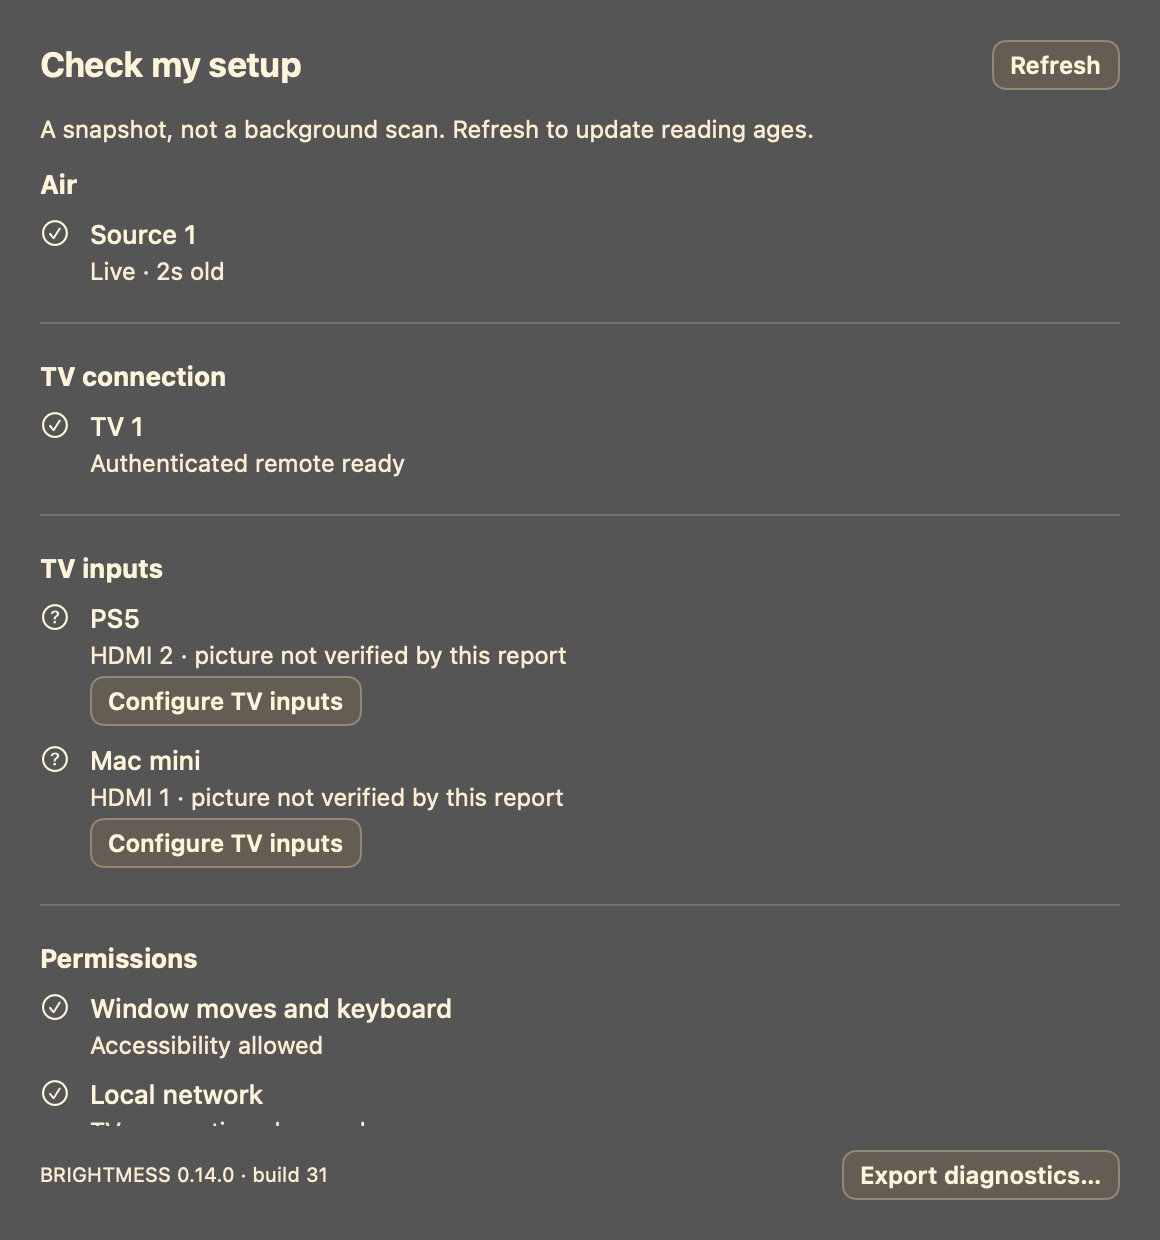 Check my setup
Refresh
A snapshot, not a background scan. Refresh to update reading ages.
Air
Source 1
Live · 2s old
TV connection
TV 1
Authenticated remote ready
TV inputs
PS5
HDMI 2 · picture not verified by this report
Configure TV inputs
Mac mini
HDMI 1 · picture not verified by this report
Configure TV inputs
Permissions
Window moves and keyboard
Accessibility allowed
Local network
BRIGHTMESS 0.14.0 · build 31
Export diagnostics...